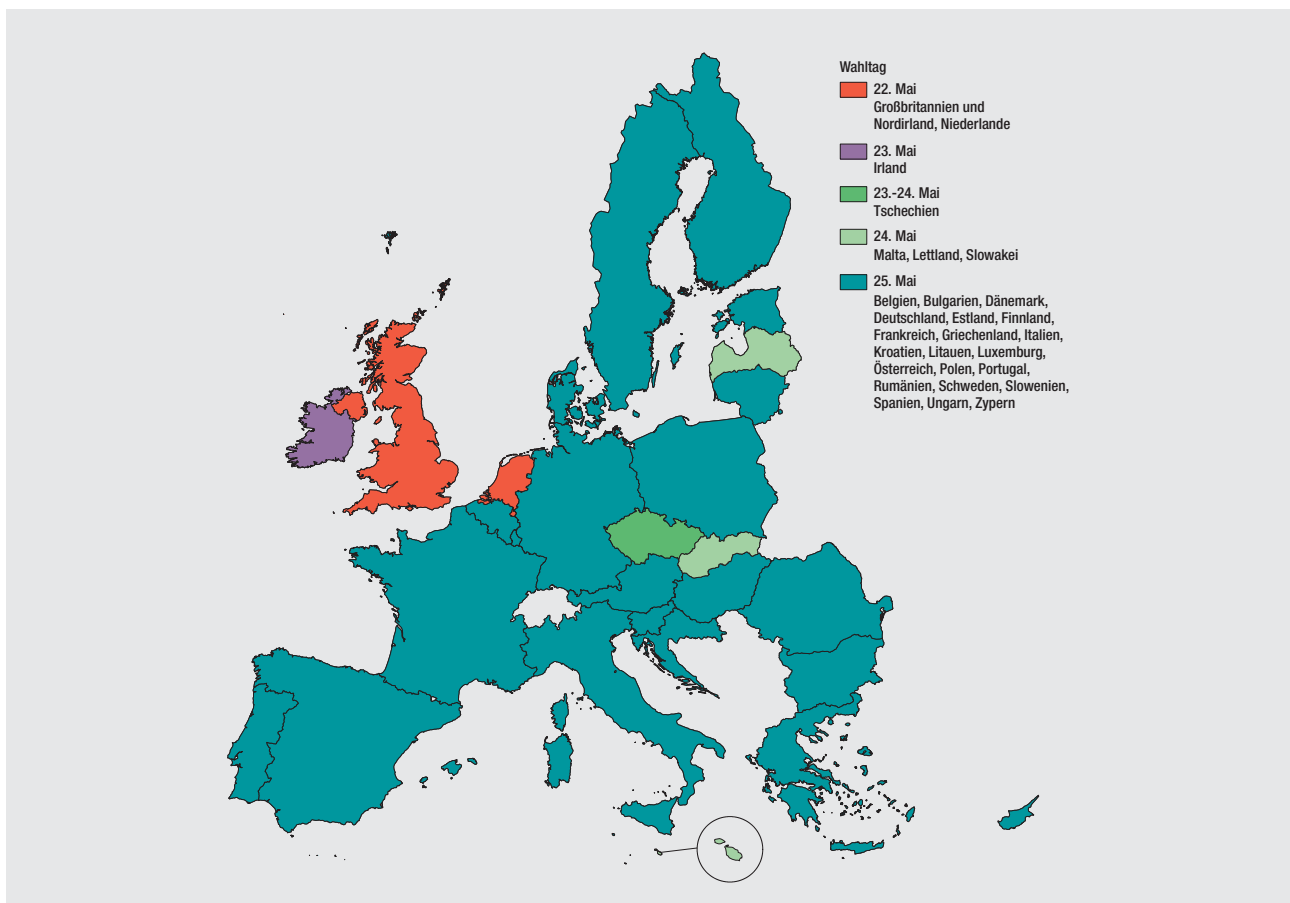 Wahltag
22. Mai
Großbritannien und
Nordirland, Niederlande
23. Mai
Irland
23.-24. Mai
Tschechien
24. Mai
Malta, Lettland, Slowakei
25. Mai
Belgien, Bulgarien, Dänemark,
Deutschland, Estland, Finnland,
Frankreich, Griechenland, Italien,
Kroatien, Litauen, Luxemburg,
Österreich, Polen, Portugal,
Rumänien, Schweden, Slowenien,
Spanien, Ungarn, Zypern